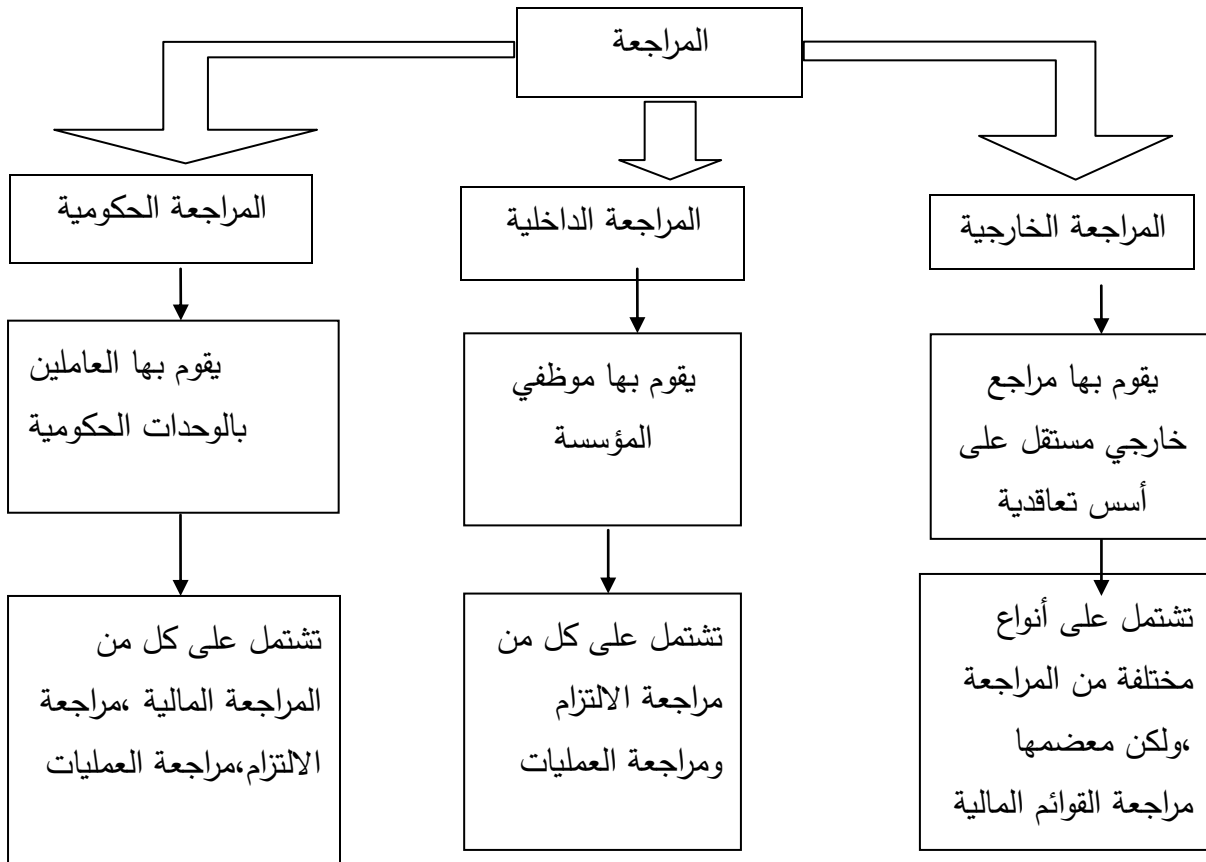 المراجعة
المراجعة الخارجية
المراجعة الداخلية
المراجعة الحكومية
يقوم بها مراجع
خارجي مستقل على
أسس تعاقدية
يقوم بها موظفي
المؤسسة
يقوم بها العاملين
بالوحدات الحكومية
تشتمل على أنواع
مختلفة من المراجعة
،ولكن معضمها
مراجعة القوائم المالية
تشتمل على كل من
مراجعة الالتزام
ومراجعة العمليات
تشتمل على كل من
المراجعة المالية ،مراجعة
الالتزام،مراجعة العمليات